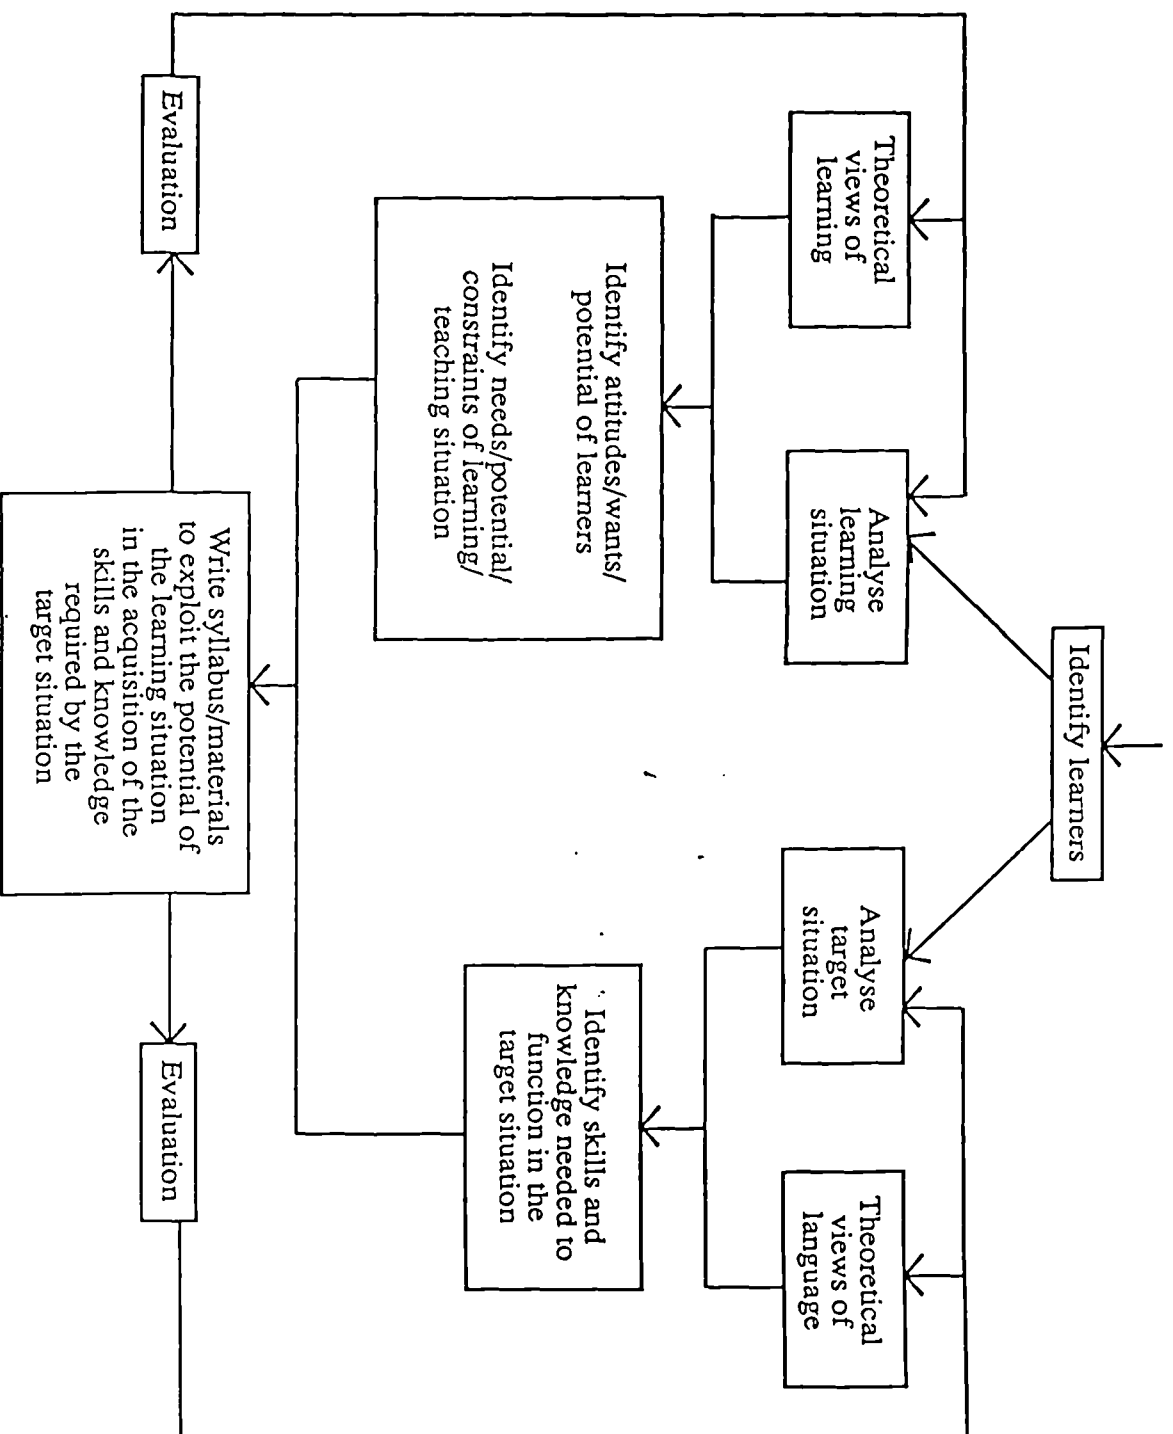 Identify learners
Theoretical
views of
learning
Analyse
learning
situation
Analyse
target
situation
Theoretical
views of
language
Identify attitudes/wants/
potential of learners
Identify needs/potential/
constraints of learning/
teaching situation
Identify skills and
knowledge needed to
function in the
target situation
Evaluation
Write syllabus/materials
to exploit the potential of
the learning situation
in the acquisition of the
skills and knowledge
required by the
target situation
Evaluation